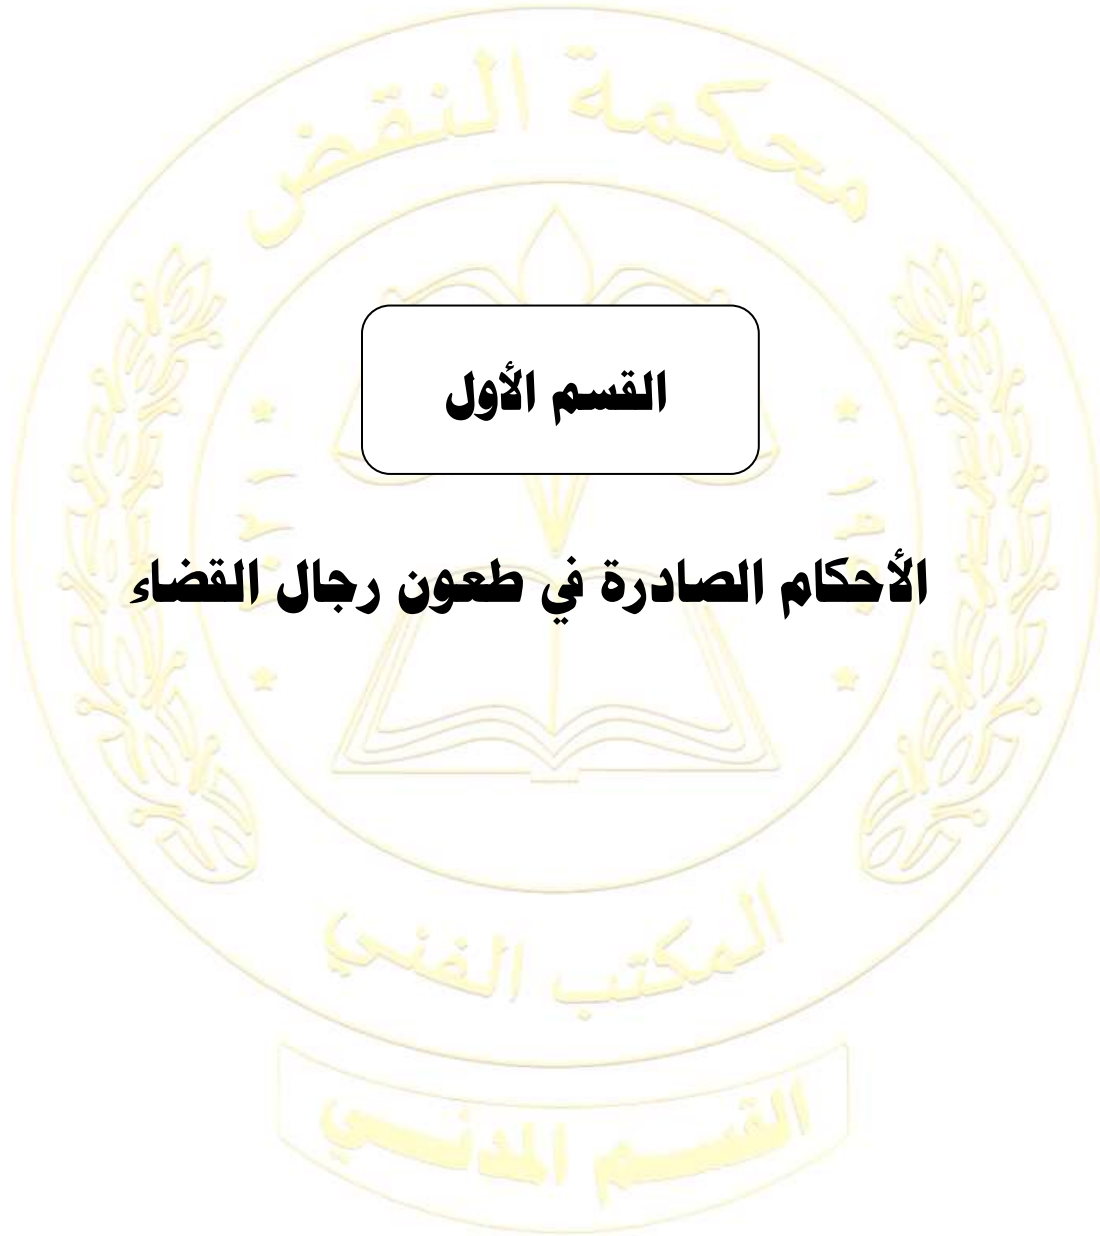 محكمة النقض
القسم الأول
الأحكام الصادرة في طعون رجال القضاء
المكتب الفني
القسم المدني